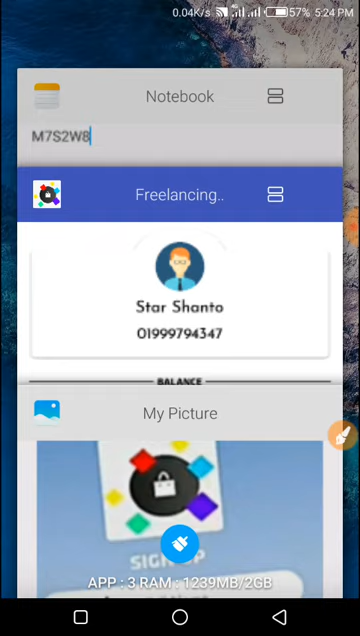 0.04K/s 57% 5:24 PM
Notebook
M7S2W8
Freelancing..
Star Shanto
01999794347
BALANCE
My Picture
SIGN UP
APP : 3 RAM : 1239MB/2GB